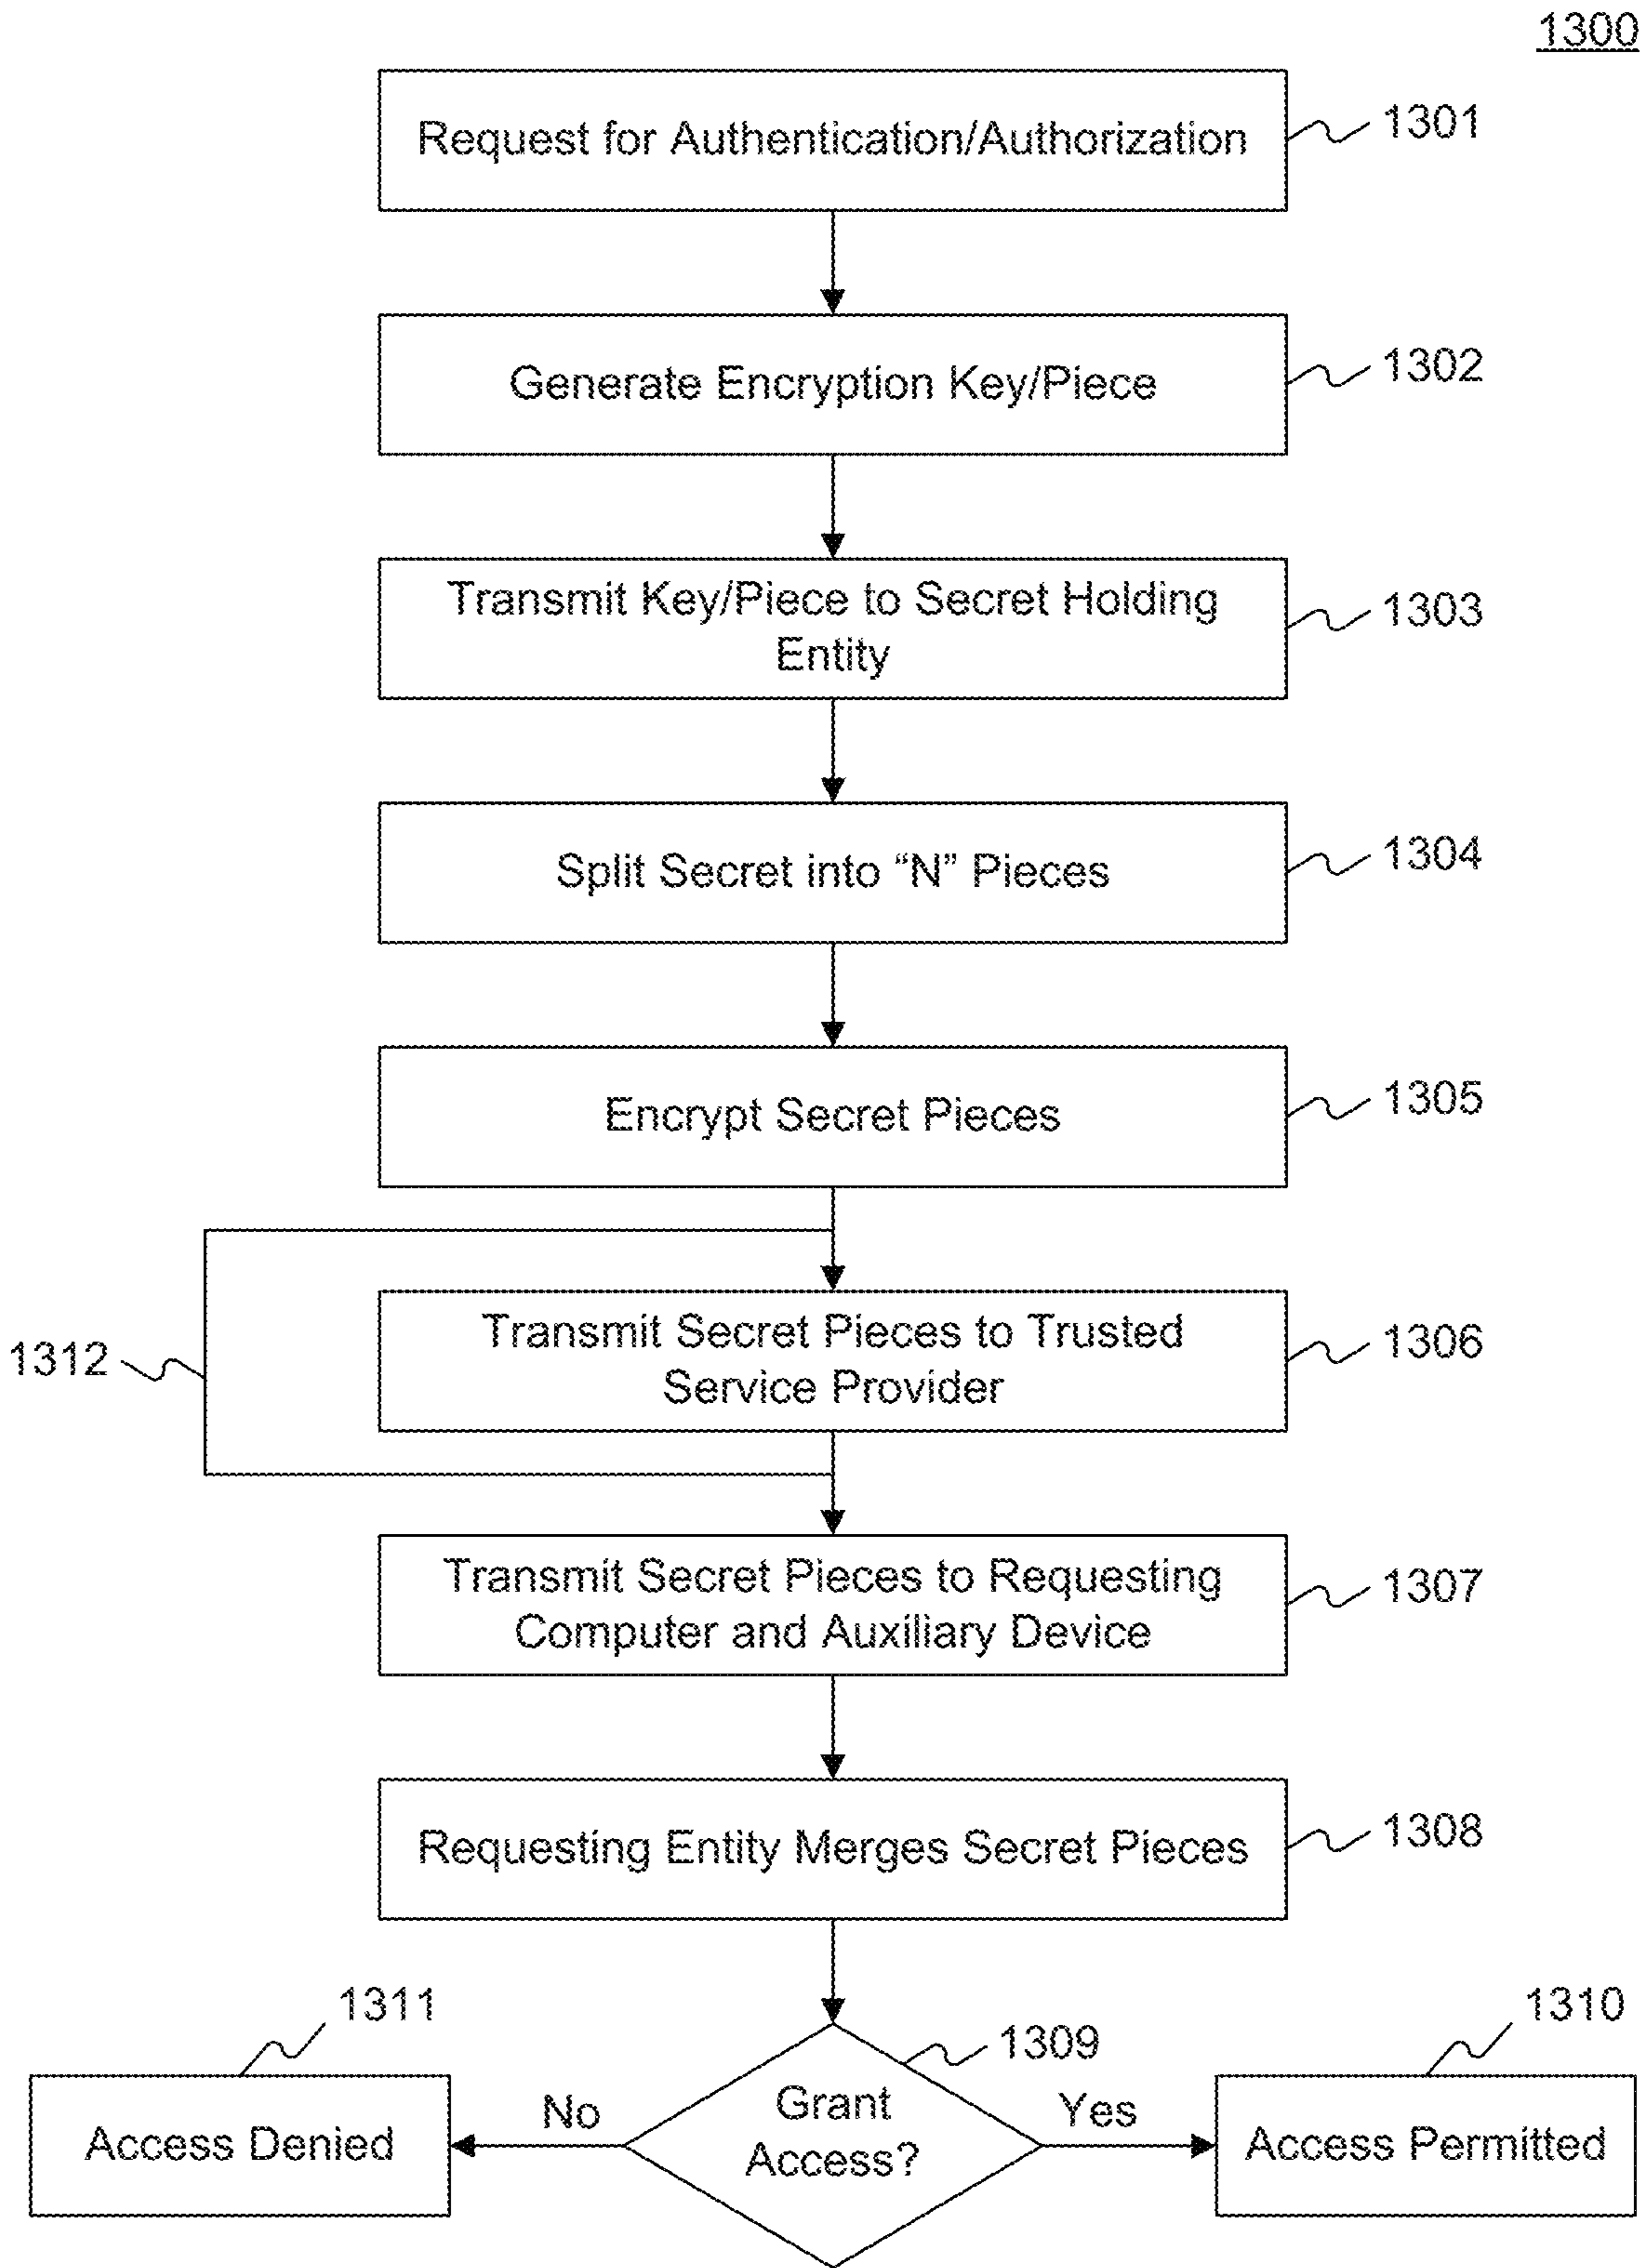 1300
Request for Authentication/Authorization
1301
Generate Encryption Key/Piece
1302
Transmit Key/Piece to Secret Holding
Entity
1303
Split Secret into “N” Pieces
1304
Encrypt Secret Pieces
1305
Transmit Secret Pieces to Trusted
Service Provider
1306
1312
Transmit Secret Pieces to Requesting
Computer and Auxiliary Device
1307
Requesting Entity Merges Secret Pieces
1308
1311
1309
1310
Access Denied
No
Grant
Access?
Yes
Access Permitted